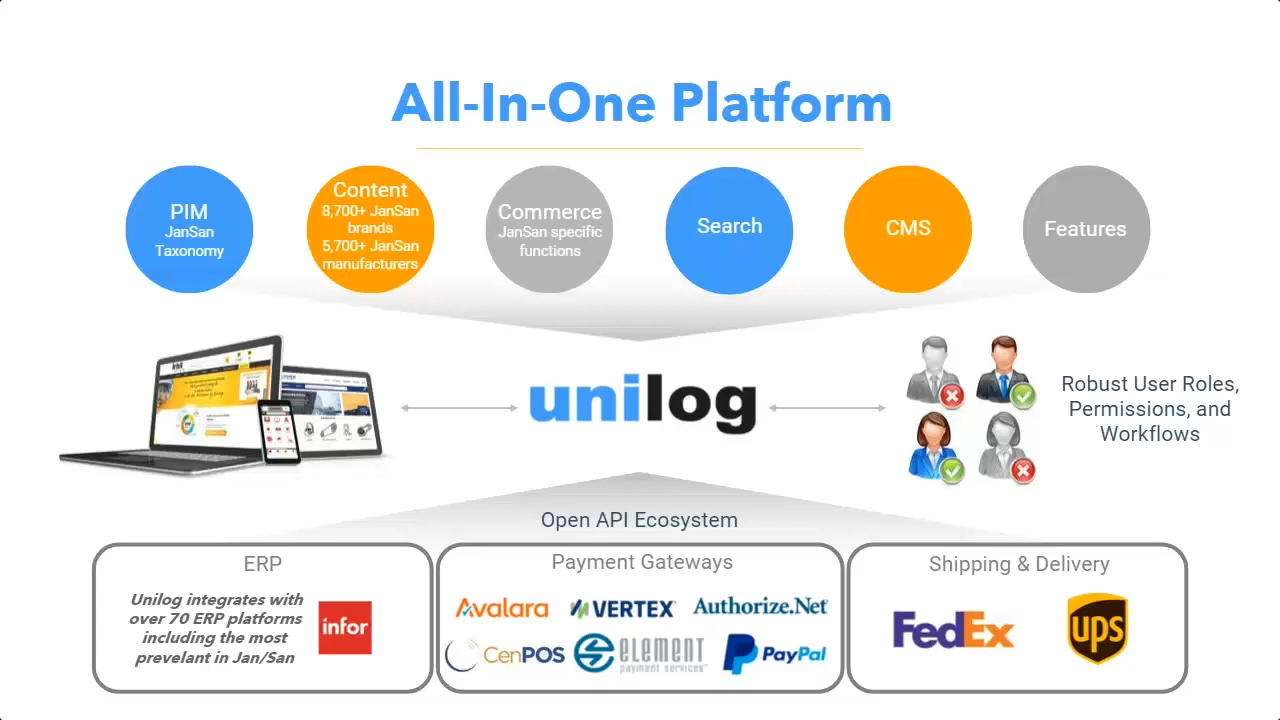 All-In-One Platform
PIM
JanSan
Taxonomy
Content
8,700+ JanSan
brands
5,700+ JanSan
manufacturers
Commerce
JanSan specific
functions
Search
CMS
Features
unilog
Robust User Roles,
Permissions, and
Workflows
Open API Ecosystem
ERP
Unilog integrates with
over 70 ERP platforms
including the most
prevelant in Jan/San
infor
Payment Gateways
Avalara
VERTEX
Authorize.Net
CenPOS
ELEMENT
payment services
PayPal
Shipping & Delivery
FedEx
ups